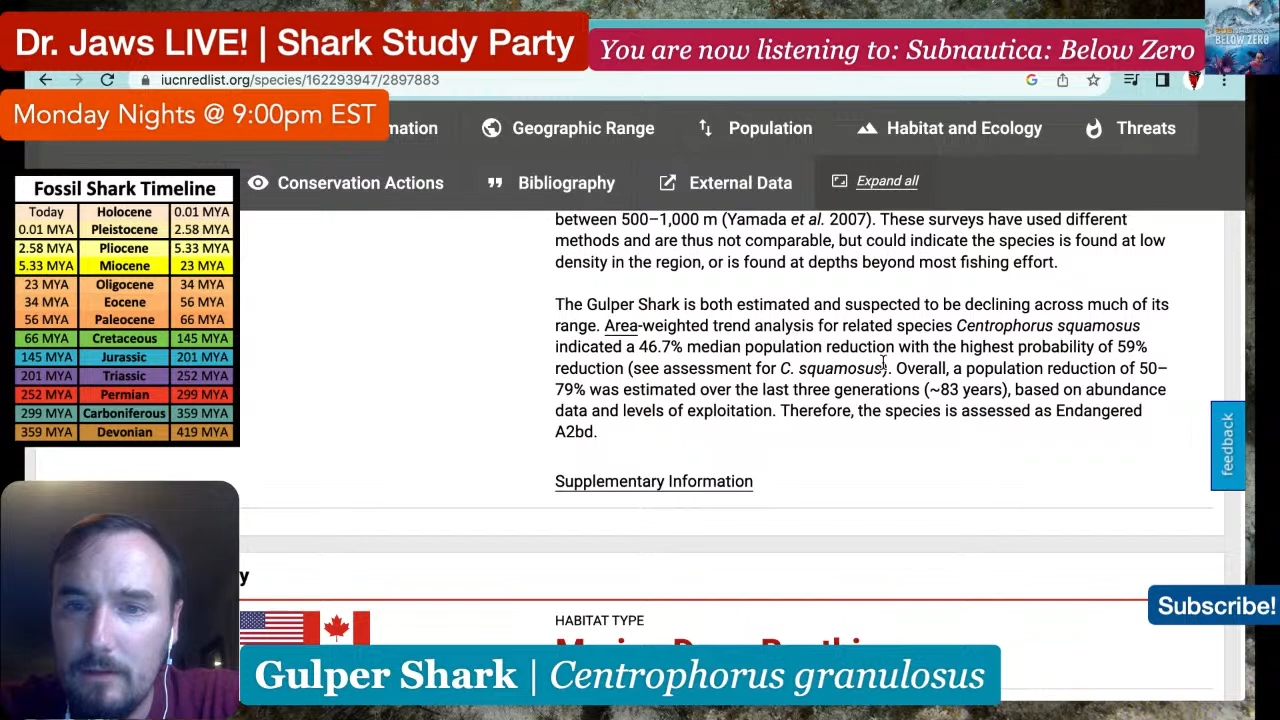 Dr. Jaws LIVE! | Shark Study Party
You are now listening to: Subnautica: Below Zero
BELOW ZERO
iucnredlist.org/species/162293947/2897883
Monday Nights @ 9:00pm EST
mation
Geographic Range
Population
Habitat and Ecology
Threats
Conservation Actions
Bibliography
External Data
Expand all
Fossil Shark Timeline
Today Holocene 0.01 MYA
0.01 MYA Pleistocene 2.58 MYA
2.58 MYA Pliocene 5.33 MYA
5.33 MYA Miocene 23 MYA
23 MYA Oligocene 34 MYA
34 MYA Eocene 56 MYA
56 MYA Paleocene 66 MYA
66 MYA Cretaceous 145 MYA
145 MYA Jurassic 201 MYA
201 MYA Triassic 252 MYA
252 MYA Permian 299 MYA
299 MYA Carboniferous 359 MYA
359 MYA Devonian 419 MYA
between 500–1,000 m (Yamada et al. 2007). These surveys have used different
methods and are thus not comparable, but could indicate the species is found at low
density in the region, or is found at depths beyond most fishing effort.
The Gulper Shark is both estimated and suspected to be declining across much of its
range. Area-weighted trend analysis for related species Centrophorus squamosus
indicated a 46.7% median population reduction with the highest probability of 59%
reduction (see assessment for C. squamosus). Overall, a population reduction of 50–
79% was estimated over the last three generations (~83 years), based on abundance
data and levels of exploitation. Therefore, the species is assessed as Endangered
A2bd.
Supplementary Information
feedback
y
HABITAT TYPE
Subscribe!
Gulper Shark | Centrophorus granulosus